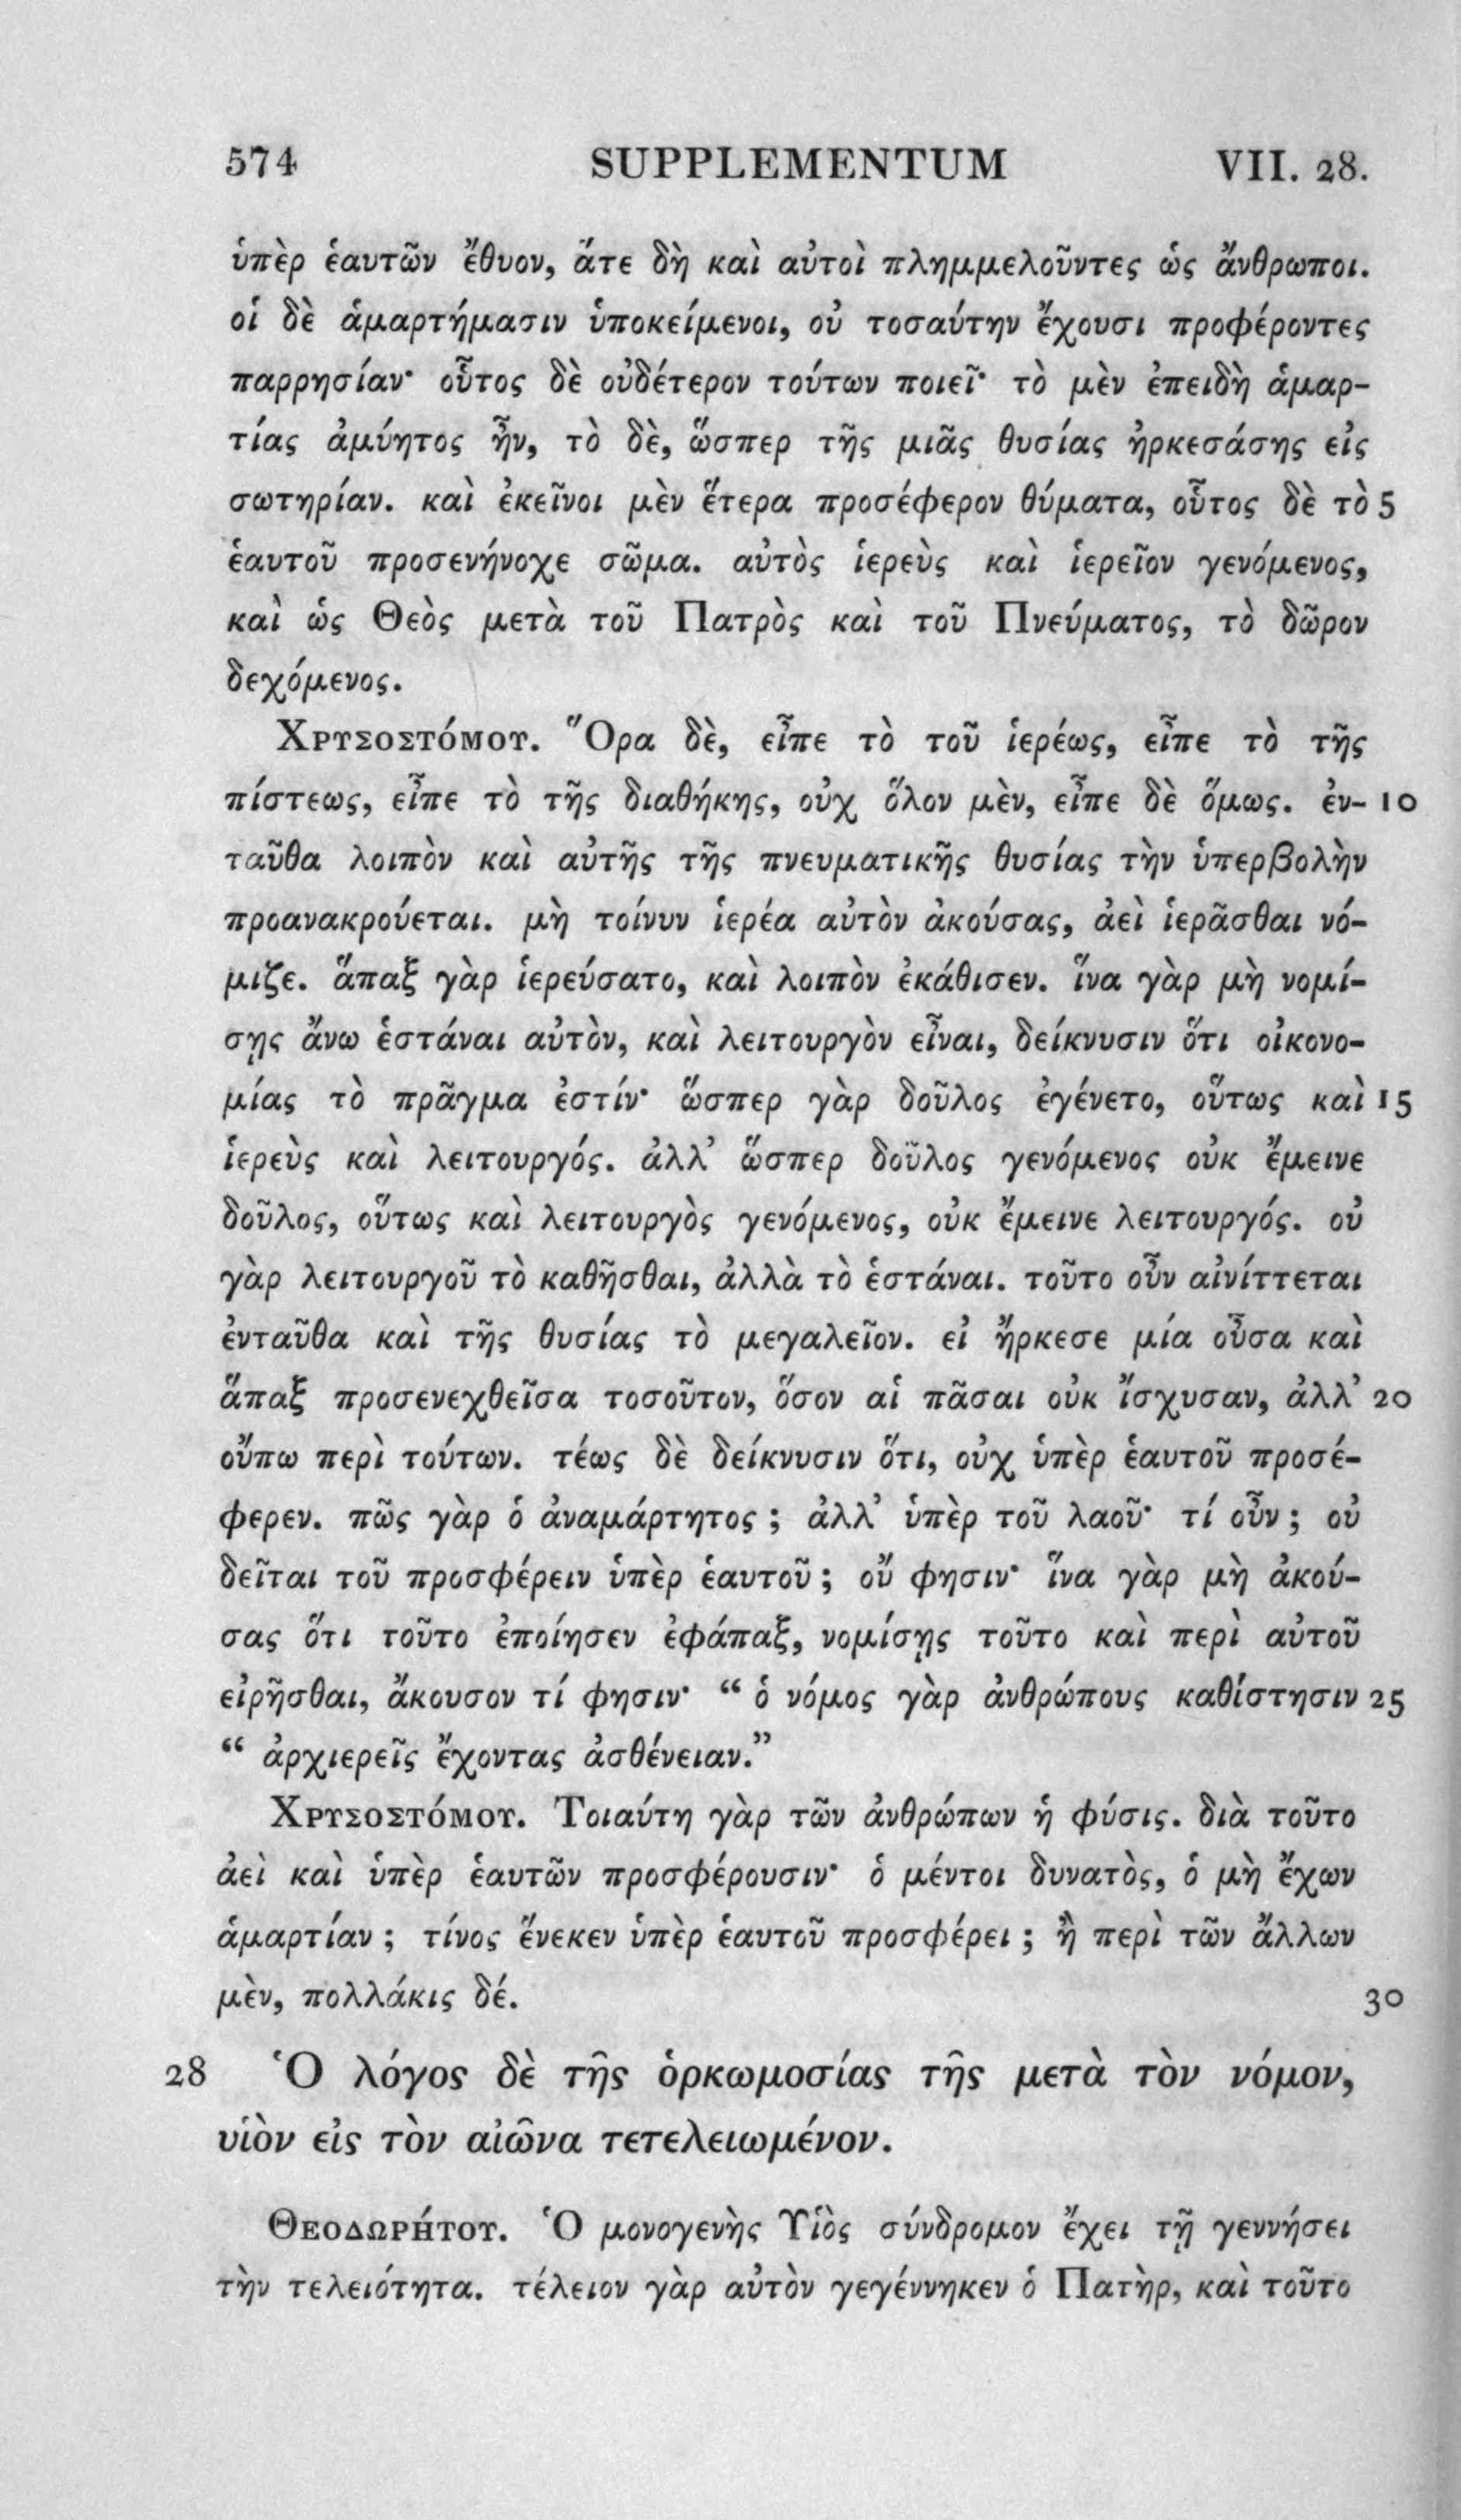 574 SUPPLEMENTUM VII. 28.
ὑπὲρ ἑαυτῶν ἔθυον, ἅτε δὴ καὶ αὐτοὶ πλημμελοῦντες ὡς ἄνθρωποι.
οἱ δὲ ἁμαρτήμασιν ὑποκείμενοι, οὐ τοσαύτην ἔχουσι προφέροντες
παρρησίαν· οὗτος δὲ οὐδέτερον τούτων ποιεῖ· τὸ μὲν ἐπειδὴ ἁμαρ-
τίας ἀμύητος ἦν, τὸ δὲ, ὥσπερ τῆς μιᾶς θυσίας ἠρκεσάσης εἰς
σωτηρίαν. καὶ ἐκεῖνοι μὲν ἕτερα προσέφερον θύματα, οὗτος δὲ τὸ 5
ἑαυτοῦ προσενήνοχε σῶμα. αὐτὸς ἱερεὺς καὶ ἱερεῖον γενόμενος,
καὶ ὡς Θεὸς μετὰ τοῦ Πατρὸς καὶ τοῦ Πνεύματος, τὸ δῶρον
δεχόμενος.
Χρυσοστόμου. Ὅρα δὲ, εἶπε τὸ τοῦ ἱερέως, εἶπε τὸ τῆς
πίστεως, εἶπε τὸ τῆς διαθήκης, οὐχ ὅλον μὲν, εἶπε δὲ ὅμως. ἐν- 10
ταῦθα λοιπὸν καὶ αὐτῆς τῆς πνευματικῆς θυσίας τὴν ὑπερβολὴν
προανακρούεται. μὴ τοίνυν ἱερέα αὐτὸν ἀκούσας, ἀεὶ ἱερᾶσθαι νό-
μιζε. ἅπαξ γὰρ ἱερεύσατο, καὶ λοιπὸν ἐκάθισεν. ἵνα γὰρ μὴ νομί-
σῃς ἄνω ἑστάναι αὐτὸν, καὶ λειτουργὸν εἶναι, δείκνυσιν ὅτι οἰκονο-
μίας τὸ πρᾶγμα ἐστίν· ὥσπερ γὰρ δοῦλος ἐγένετο, οὕτως καὶ 15
ἱερεὺς καὶ λειτουργός. ἀλλ’ ὥσπερ δοῦλος γενόμενος οὐκ ἔμεινε
δοῦλος, οὕτως καὶ λειτουργὸς γενόμενος, οὐκ ἔμεινε λειτουργός. οὐ
γὰρ λειτουργοῦ τὸ καθῆσθαι, ἀλλὰ τὸ ἑστάναι. τοῦτο οὖν αἰνίττεται
ἐνταῦθα καὶ τῆς θυσίας τὸ μεγαλεῖον. εἰ ἤρκεσε μία οὖσα καὶ
ἅπαξ προσενεχθεῖσα τοσοῦτον, ὅσον αἱ πᾶσαι οὐκ ἴσχυσαν, ἀλλ’ 20
οὔπω περὶ τούτων. τέως δὲ δείκνυσιν ὅτι, οὐχ ὑπὲρ ἑαυτοῦ προσέ-
φερεν. πῶς γὰρ ὁ ἀναμάρτητος ; ἀλλ’ ὑπὲρ τοῦ λαοῦ· τί οὖν ; οὐ
δεῖται τοῦ προσφέρειν ὑπὲρ ἑαυτοῦ ; οὔ φησιν· ἵνα γὰρ μὴ ἀκού-
σας ὅτι τοῦτο ἐποίησεν ἐφάπαξ, νομίσῃς τοῦτο καὶ περὶ αὐτοῦ
εἰρῆσθαι, ἄκουσον τί φησιν· “ ὁ νόμος γὰρ ἀνθρώπους καθίστησιν 25
“ ἀρχιερεῖς ἔχοντας ἀσθένειαν.”
Χρυσοστόμου. Τοιαύτη γὰρ τῶν ἀνθρώπων ἡ φύσις. διὰ τοῦτο
ἀεὶ καὶ ὑπὲρ ἑαυτῶν προσφέρουσιν· ὁ μέντοι δυνατὸς, ὁ μὴ ἔχων
ἁμαρτίαν ; τίνος ἕνεκεν ὑπὲρ ἑαυτοῦ προσφέρει ; ἢ περὶ τῶν ἄλλων
μὲν, πολλάκις δέ. 30
28 Ὁ λόγος δὲ τῆς ὁρκωμοσίας τῆς μετὰ τὸν νόμον,
υἱὸν εἰς τὸν αἰῶνα τετελειωμένον.
Θεοδωρήτου. Ὁ μονογενὴς Υἱὸς σύνδρομον ἔχει τῇ γεννήσει
τὴν τελειότητα. τέλειον γὰρ αὐτὸν γεγέννηκεν ὁ Πατὴρ, καὶ τοῦτο